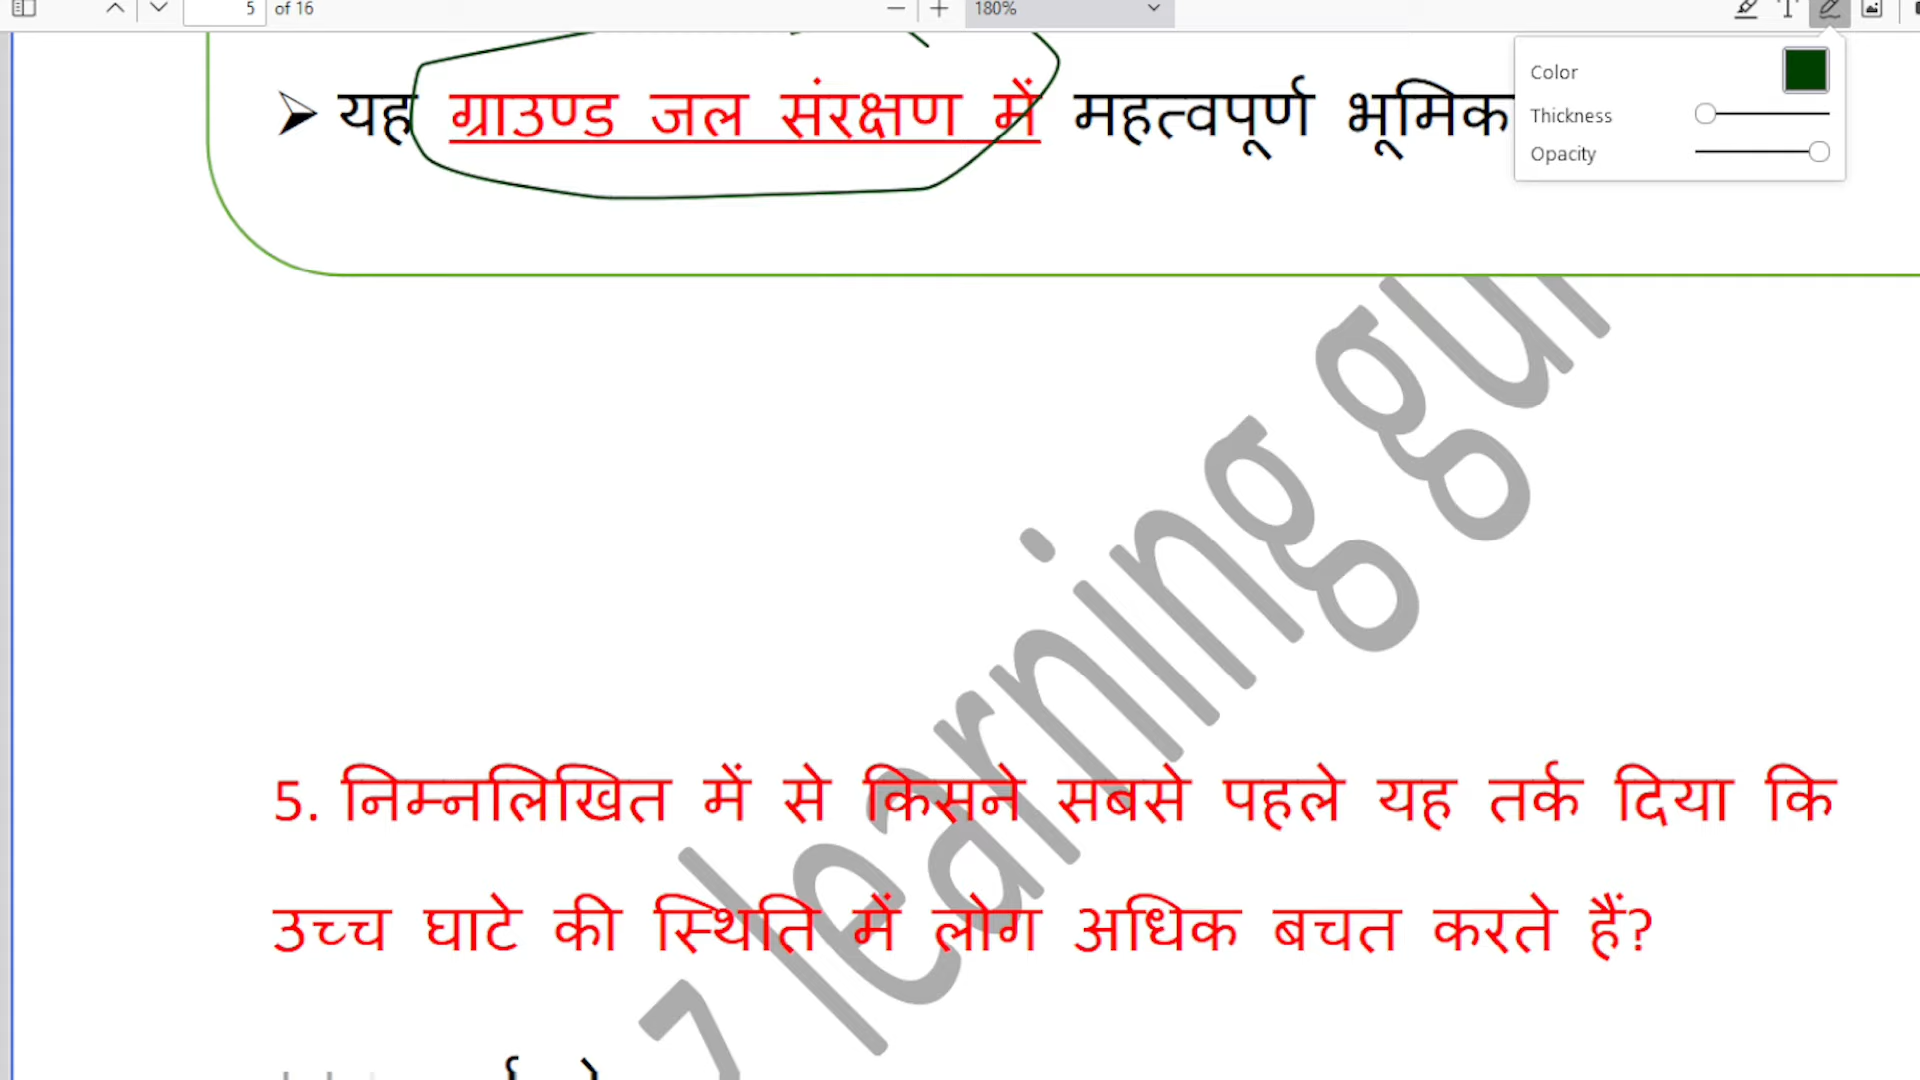 5 of 16
180%
Color
Thickness
Opacity
➢ यह ग्राउण्ड जल संरक्षण में महत्वपूर्ण
5. निम्नलिखित में से किसने सबसे पहले यह तर्क दिया कि
उच्च घाटे की स्थिति में लोग अधिक बचत करते हैं?
learning